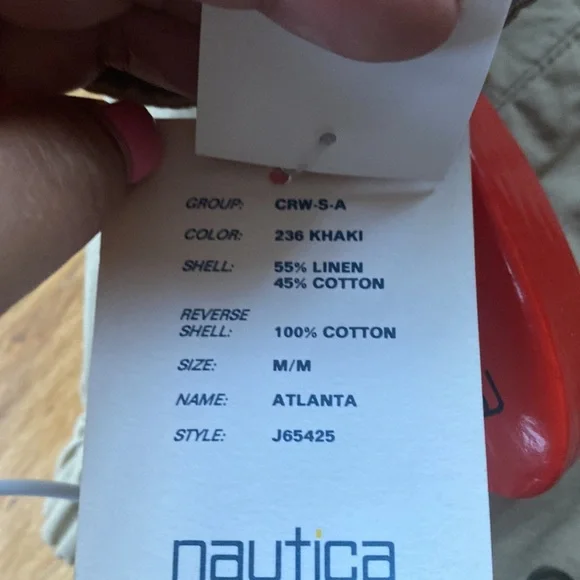 GROUP: CRW-S-A
COLOR: 236 KHAKI
SHELL: 55% LINEN
45% COTTON
REVERSE
SHELL: 100% COTTON
SIZE: M/M
NAME: ATLANTA
STYLE: J65425
nautica